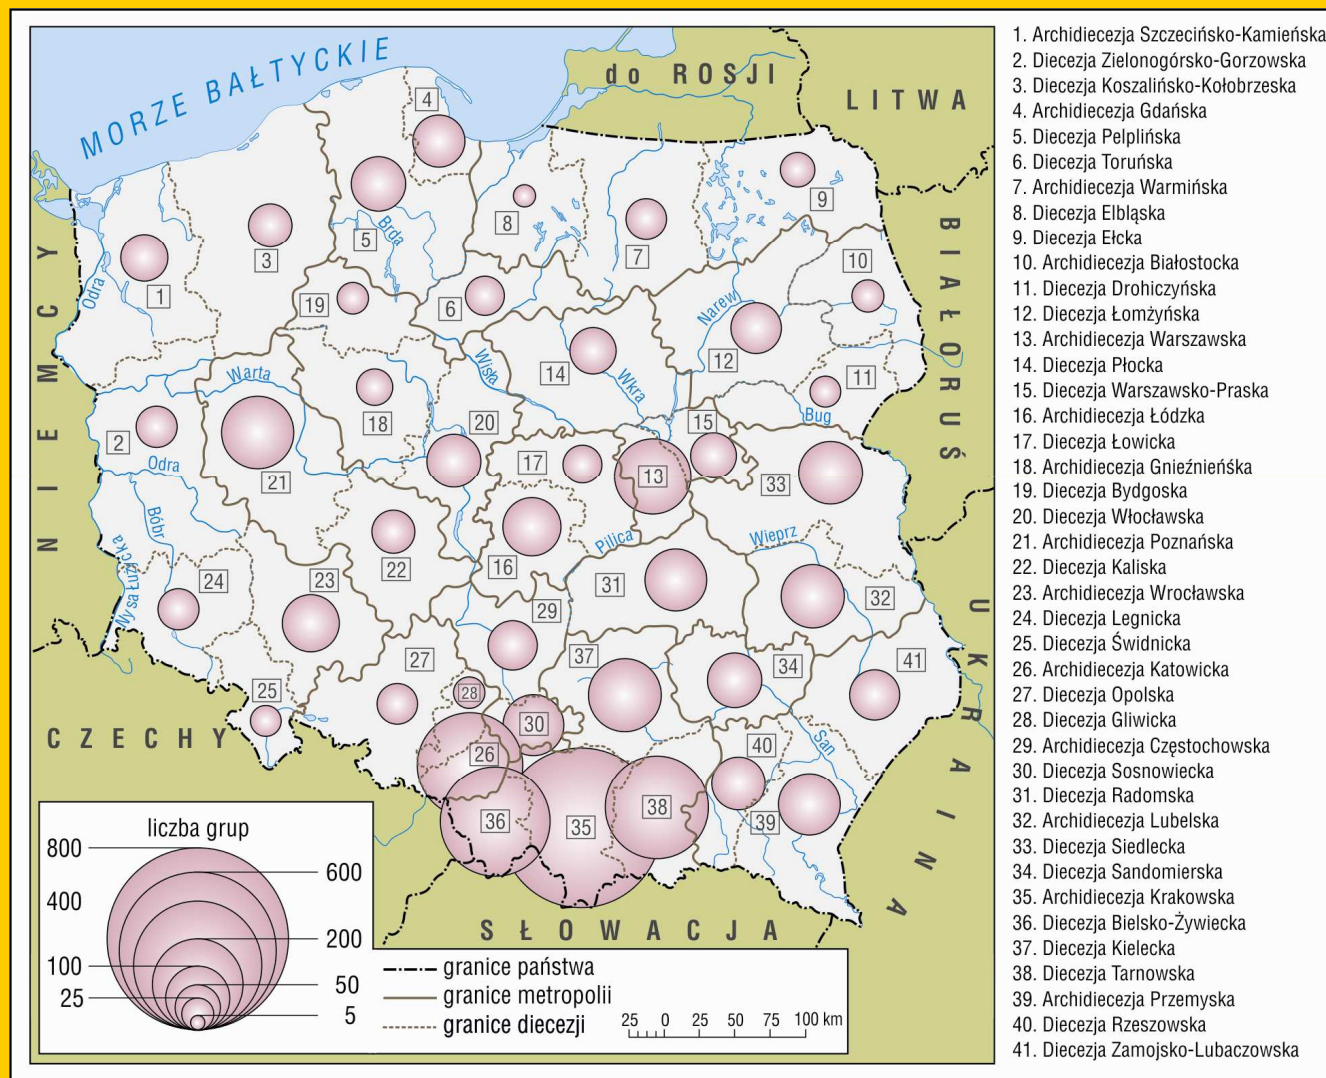 MORZE BAŁTYCKIE
do ROSJI
LITWA
BIAŁORUŚ
UKRAINA
SŁOWACJA
CZECHY
NIEMCY
Odra
Brda
Narew
Wisła
Wkra
Warta
Bug
Odra
Bóbr
Nysa Łużycka
Pilica
Wieprz
San
1
2
3
4
5
6
7
8
9
10
11
12
13
14
15
16
17
18
19
20
21
22
23
24
25
26
27
28
29
30
31
32
33
34
35
36
37
38
39
40
41
liczba grup
800
600
400
200
100
50
25
5
granice państwa
granice metropolii
granice diecezji
25 0 25 50 75 100 km
1. Archidiecezja Szczecińsko-Kamieńska
2. Diecezja Zielonogórsko-Gorzowska
3. Diecezja Koszalińsko-Kołobrzeska
4. Archidiecezja Gdańska
5. Diecezja Pelplińska
6. Diecezja Toruńska
7. Archidiecezja Warmińska
8. Diecezja Elbląska
9. Diecezja Ełcka
10. Archidiecezja Białostocka
11. Diecezja Drohiczyńska
12. Diecezja Łomżyńska
13. Archidiecezja Warszawska
14. Diecezja Płocka
15. Diecezja Warszawsko-Praska
16. Archidiecezja Łódzka
17. Diecezja Łowicka
18. Archidiecezja Gnieźnieńśka
19. Diecezja Bydgoska
20. Diecezja Włocławska
21. Archidiecezja Poznańska
22. Diecezja Kaliska
23. Archidiecezja Wrocławska
24. Diecezja Legnicka
25. Diecezja Świdnicka
26. Archidiecezja Katowicka
27. Diecezja Opolska
28. Diecezja Gliwicka
29. Archidiecezja Częstochowska
30. Diecezja Sosnowiecka
31. Diecezja Radomska
32. Archidiecezja Lubelska
33. Diecezja Siedlecka
34. Diecezja Sandomierska
35. Archidiecezja Krakowska
36. Diecezja Bielsko-Żywiecka
37. Diecezja Kielecka
38. Diecezja Tarnowska
39. Archidiecezja Przemyska
40. Diecezja Rzeszowska
41. Diecezja Zamojsko-Lubaczowska